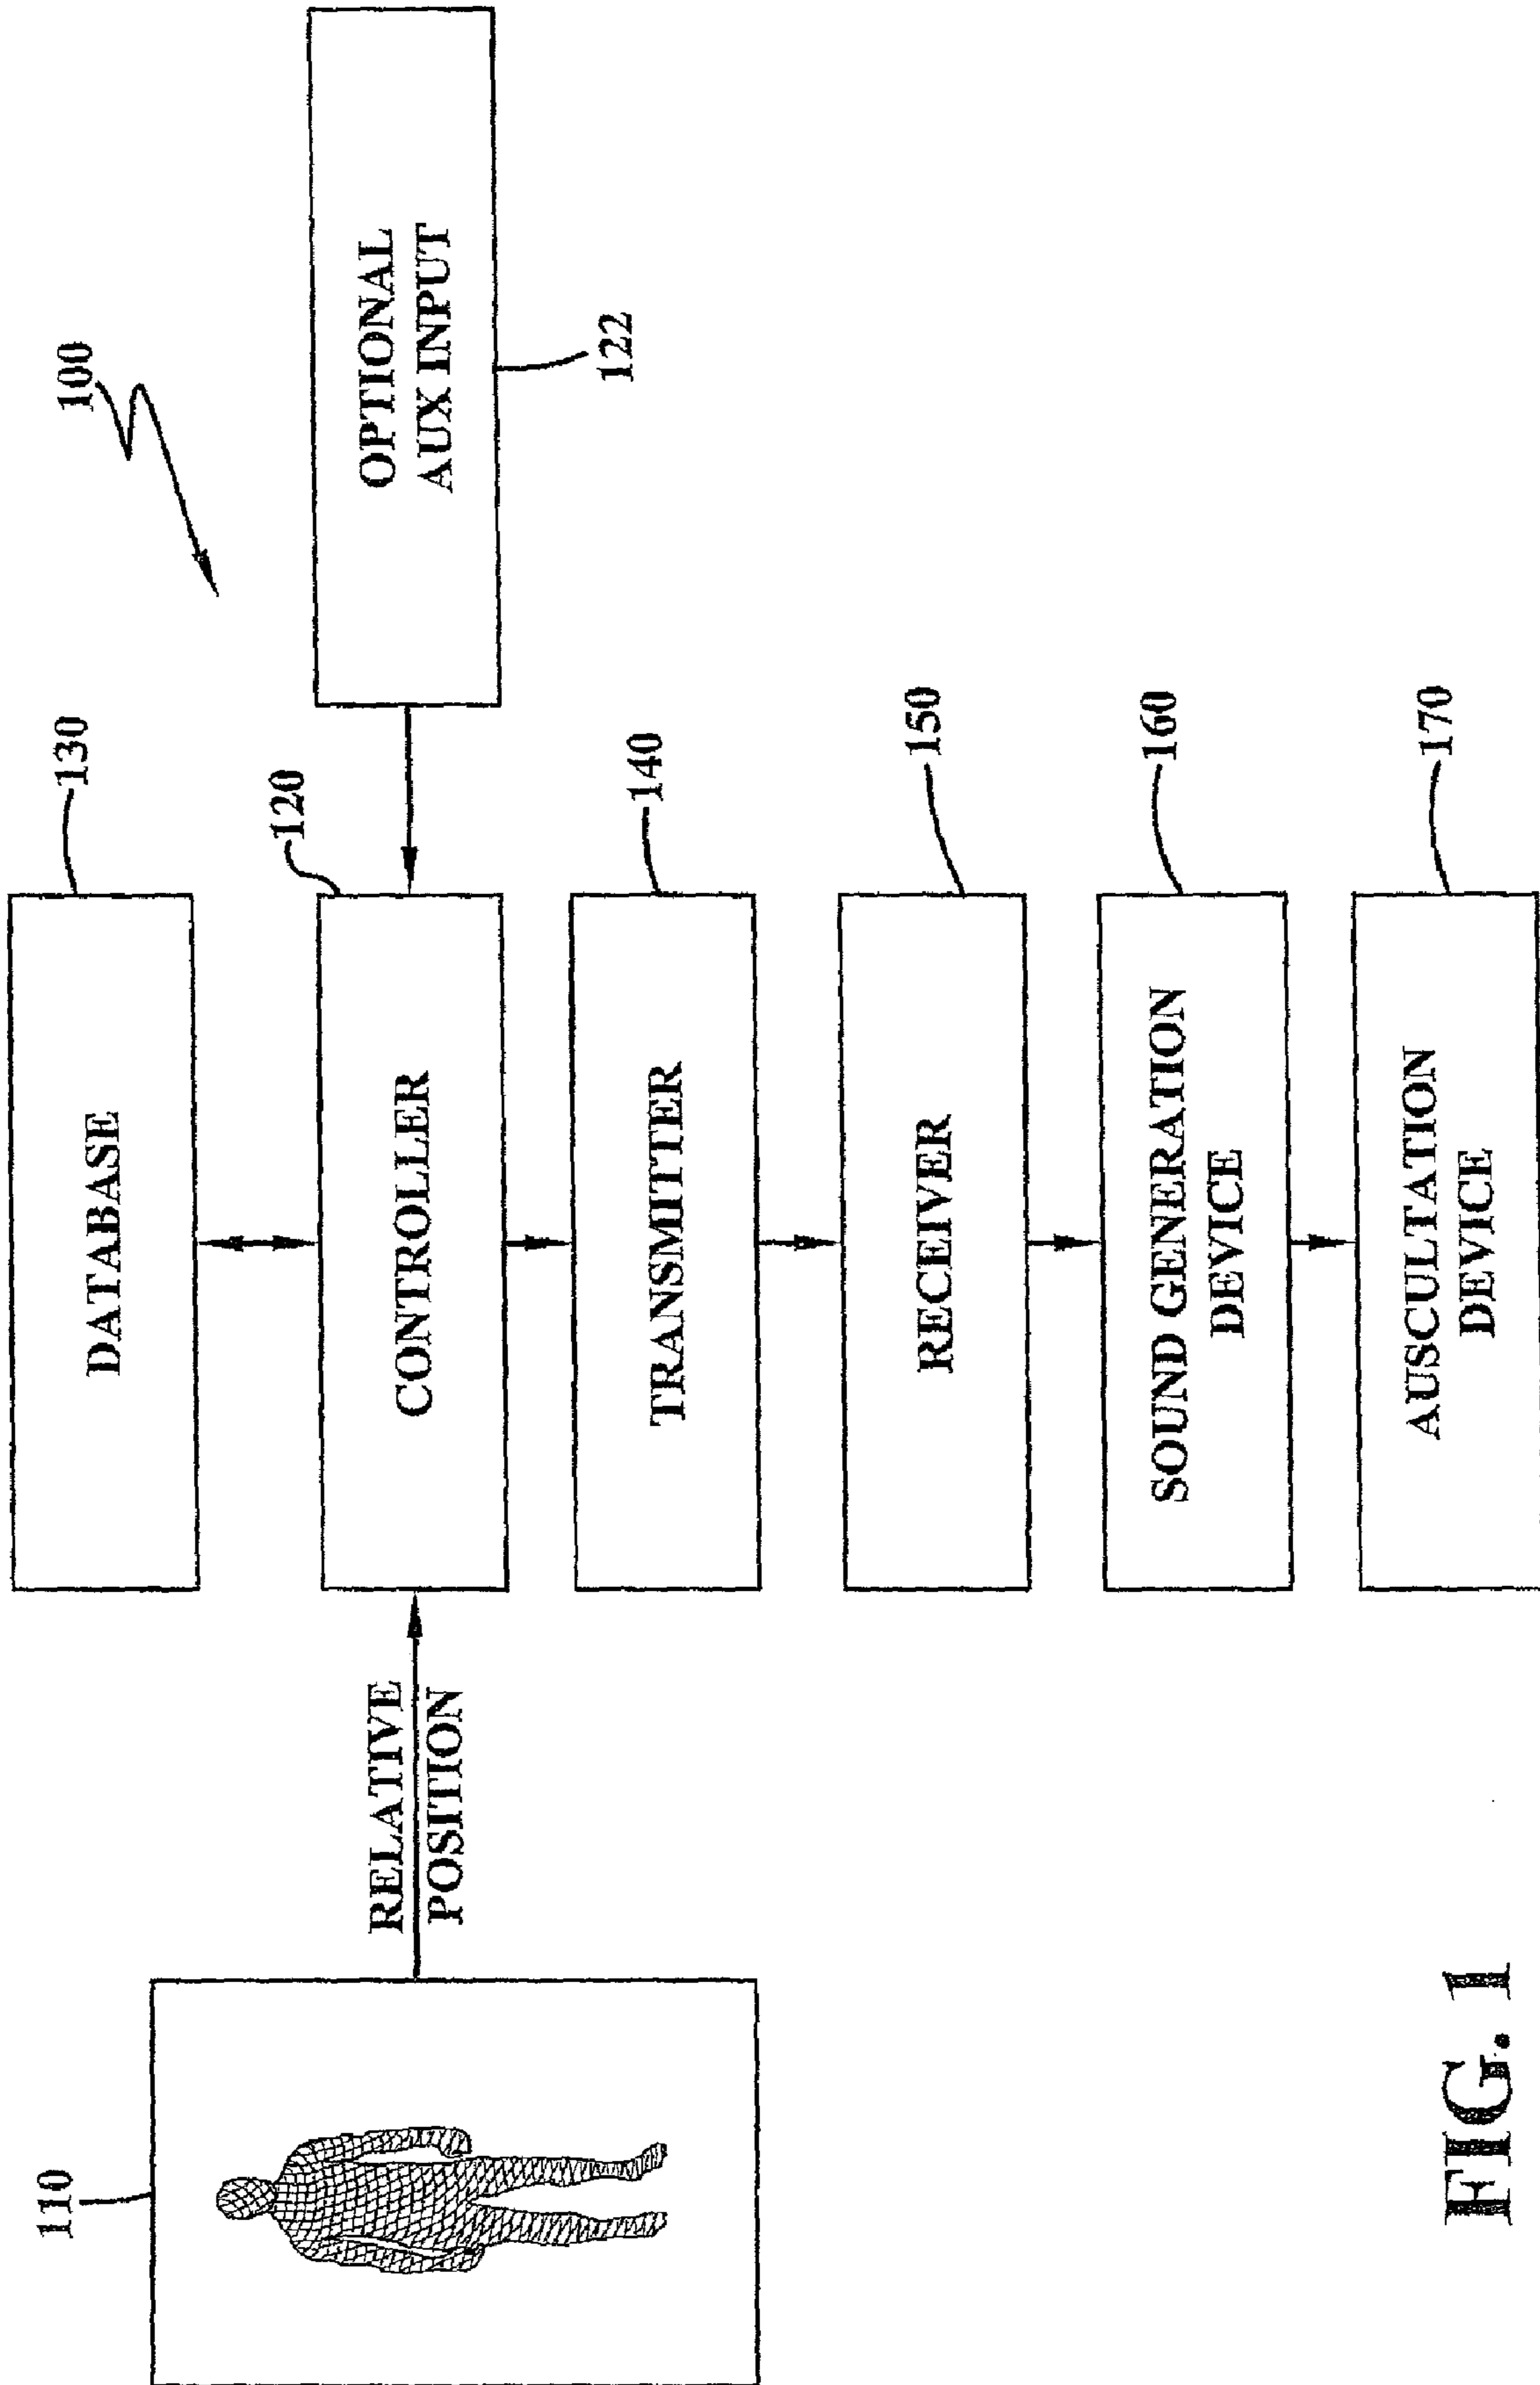 100
110
RELATIVE
POSITION
DATABASE
130
CONTROLLER
120
OPTIONAL
AUX INPUT
122
TRANSMITTER
140
RECEIVER
150
SOUND GENERATION
DEVICE
160
AUSCULTATION
DEVICE
170
FIG. 1